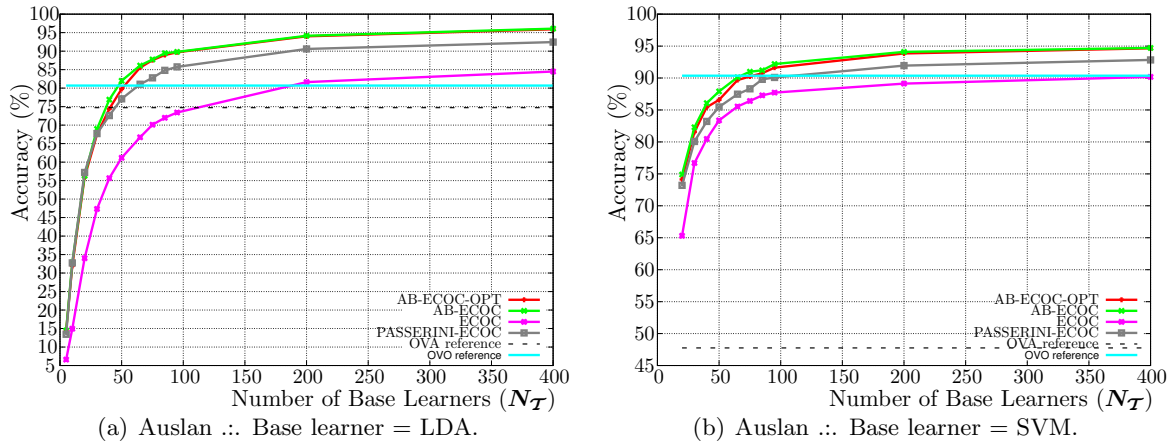 100
95
90
85
80
75
70
65
60
55
50
45
40
35
30
25
20
15
10
5
Accuracy (%)
0 50 100 150 200 250 300 350 400
Number of Base Learners (N_T)
AB-ECOC-OPT
AB-ECOC
ECOC
PASSERINI-ECOC
OVA reference
OVO reference
(a) Auslan .:. Base learner = LDA.
100
95
90
85
80
75
70
65
60
55
50
45
Accuracy (%)
0 50 100 150 200 250 300 350 400
Number of Base Learners (N_T)
AB-ECOC-OPT
AB-ECOC
ECOC
PASSERINI-ECOC
OVA reference
OVO reference
(b) Auslan .:. Base learner = SVM.